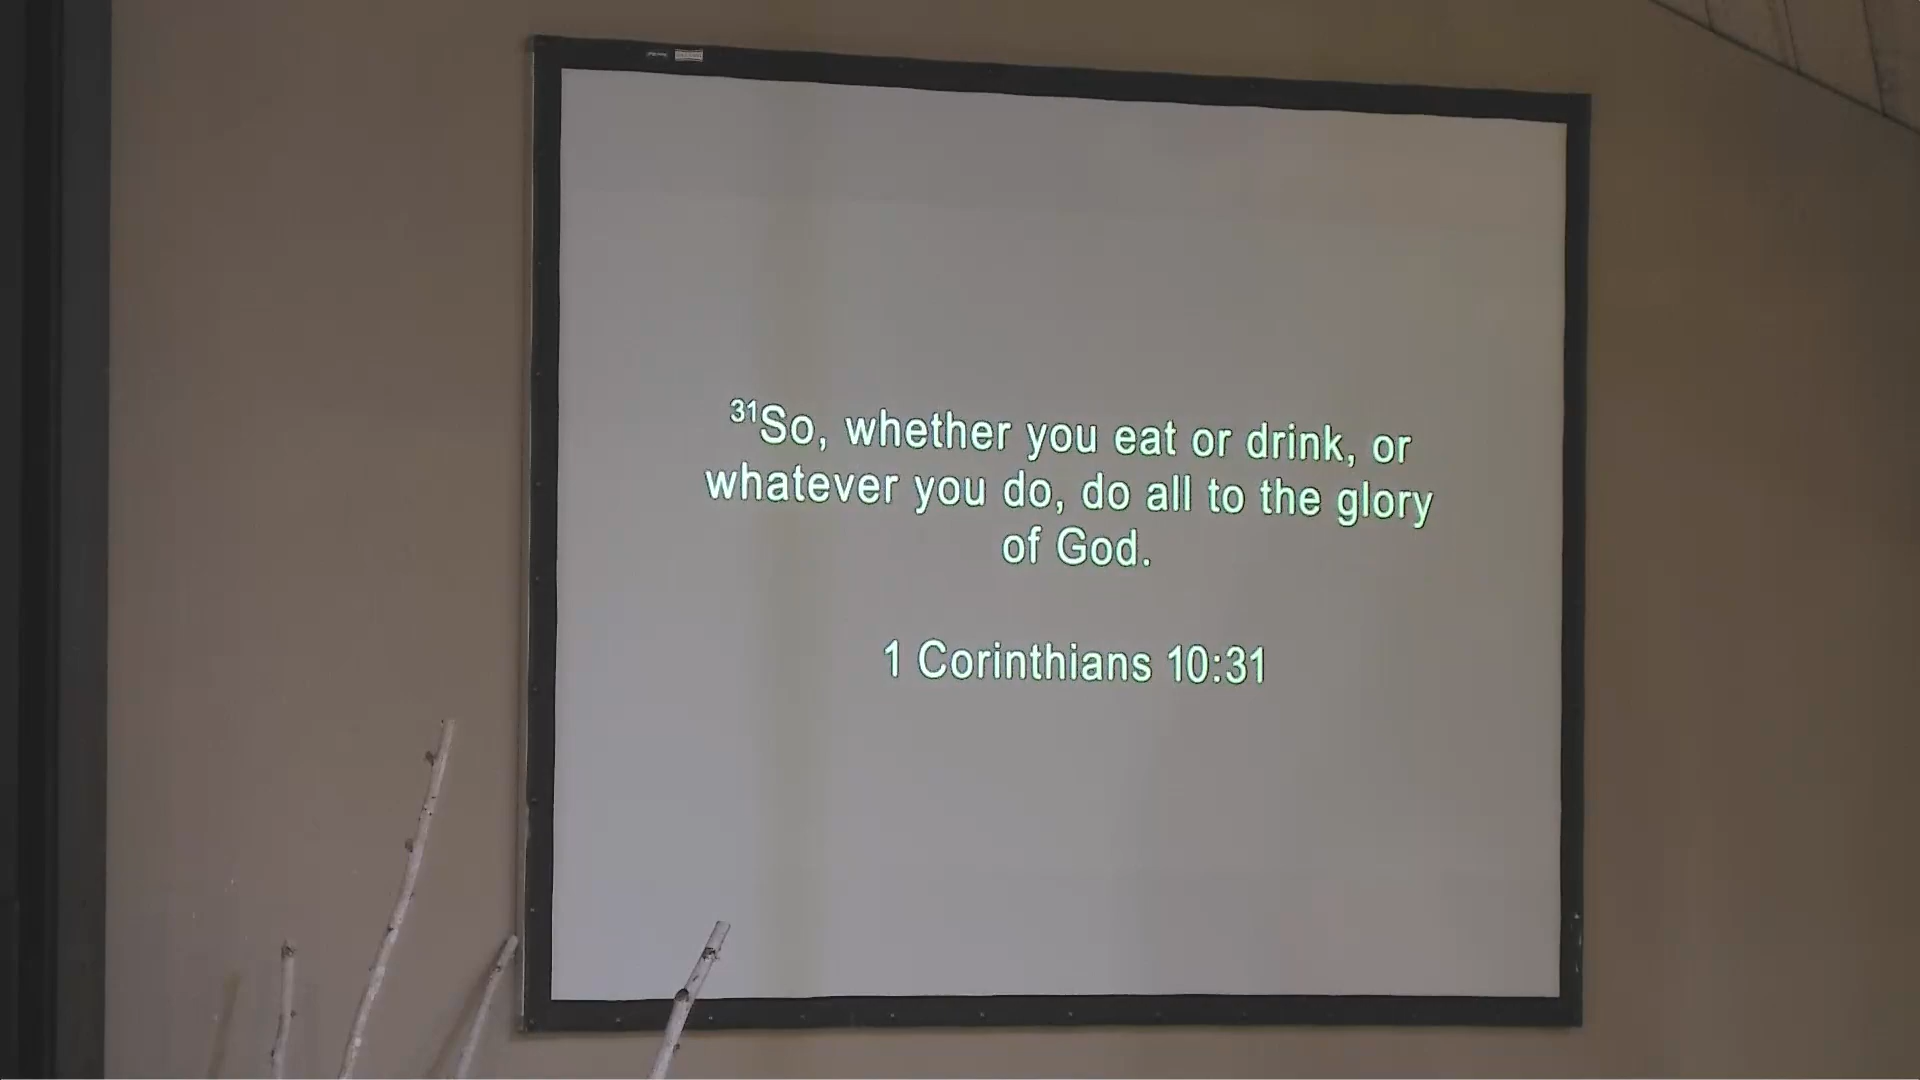 ³¹So, whether you eat or drink, or
whatever you do, do all to the glory
of God.
1 Corinthians 10:31